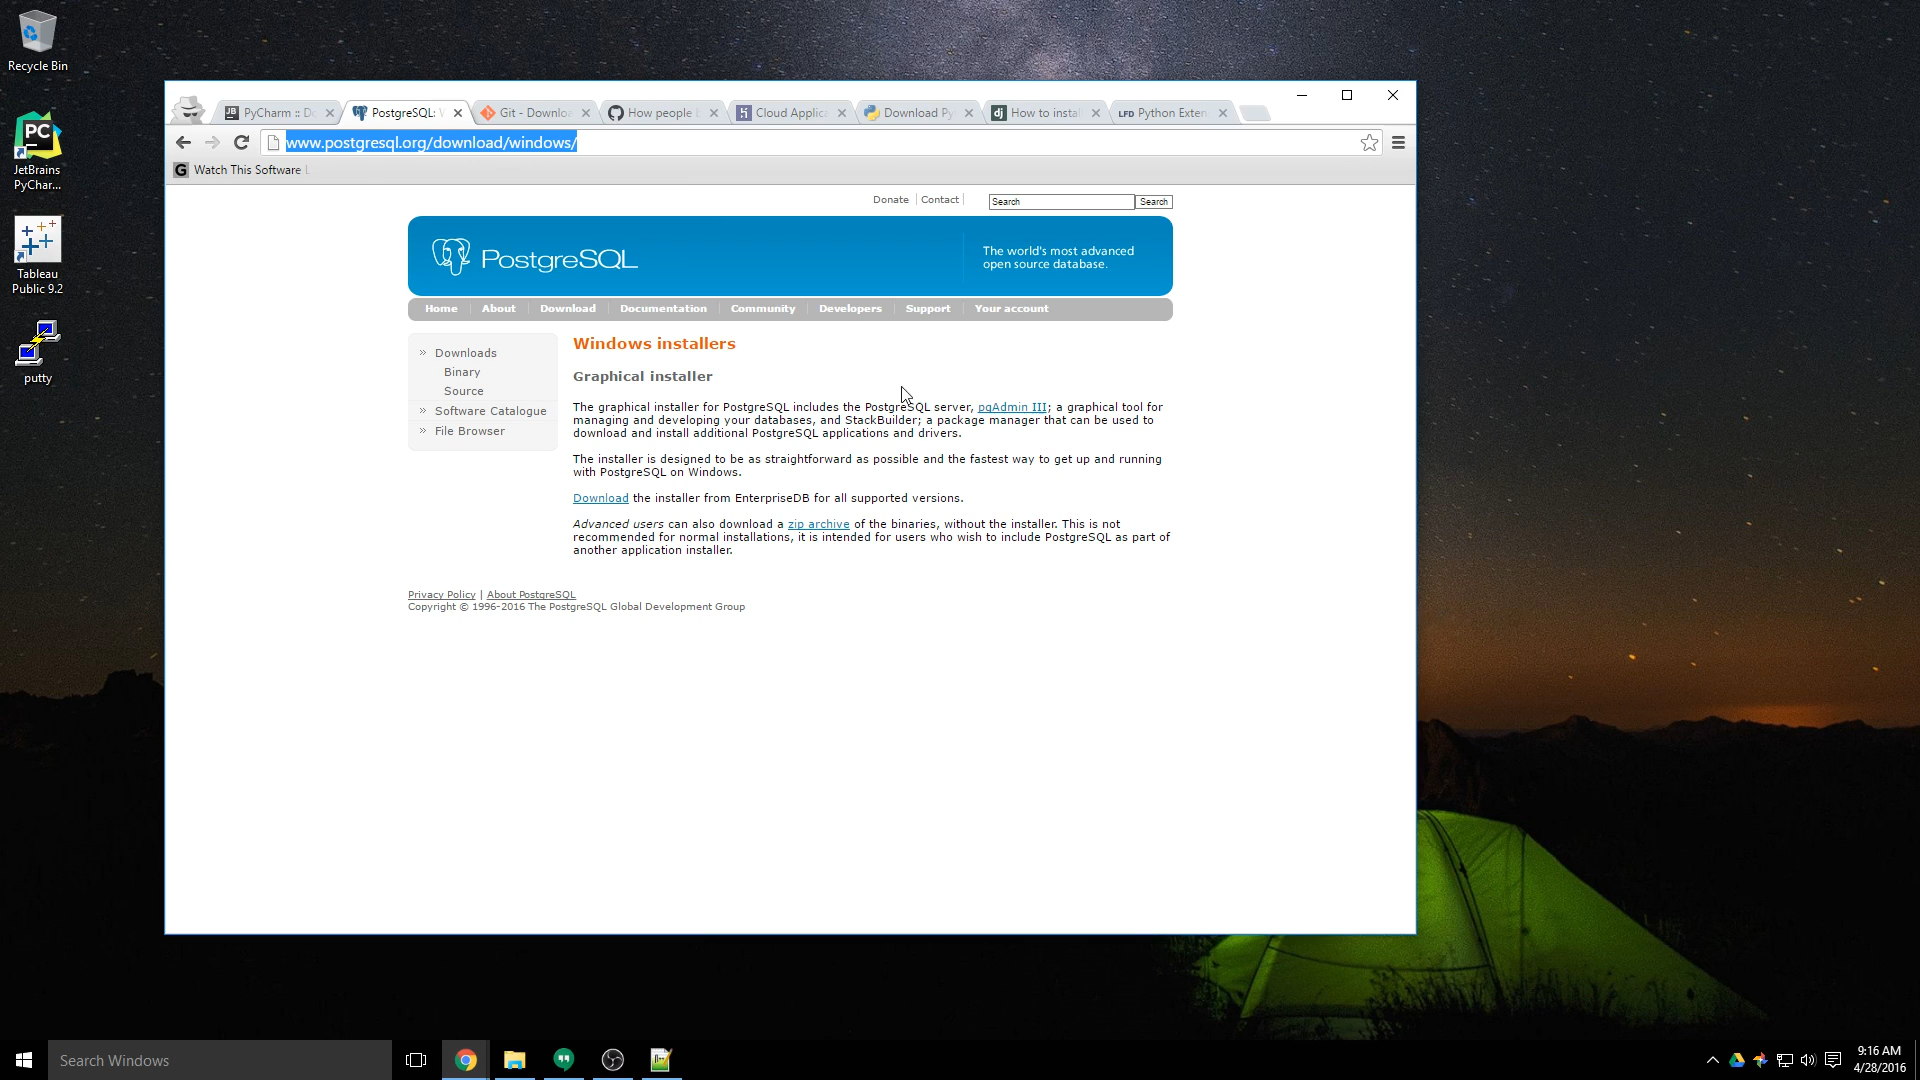 Recycle Bin
JetBrains
PyChar...
Tableau
Public 9.2
putty
PyCharm :: Do
PostgreSQL: W
Git - Downloa
How people b
Cloud Applica
Download Py
How to instal
LFD Python Exten
www.postgresql.org/download/windows/
G Watch This Software
Donate Contact Search Search
PostgreSQL
The world's most advanced
open source database.
Home About Download Documentation Community Developers Support Your account
» Downloads
Binary
Source
» Software Catalogue
» File Browser
Windows installers
Graphical installer
The graphical installer for PostgreSQL includes the PostgreSQL server, pgAdmin III; a graphical tool for
managing and developing your databases, and StackBuilder; a package manager that can be used to
download and install additional PostgreSQL applications and drivers.
The installer is designed to be as straightforward as possible and the fastest way to get up and running
with PostgreSQL on Windows.
Download the installer from EnterpriseDB for all supported versions.
Advanced users can also download a zip archive of the binaries, without the installer. This is not
recommended for normal installations, it is intended for users who wish to include PostgreSQL as part of
another application installer.
Privacy Policy | About PostgreSQL
Copyright © 1996-2016 The PostgreSQL Global Development Group
Search Windows
9:16 AM
4/28/2016